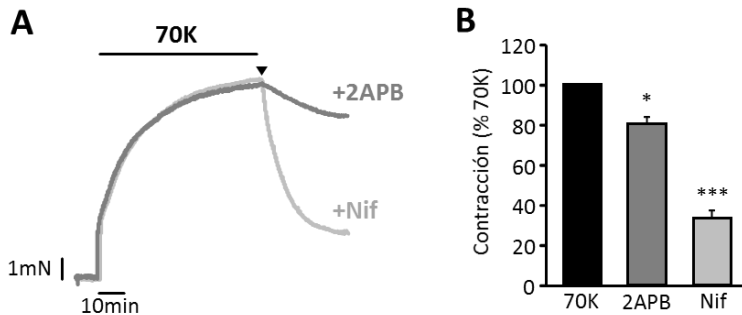 A
70K
+2APB
+Nif
1mN
10min
B
Contracción (% 70K)
120
100
80
60
40
20
0
*
***
70K
2APB
Nif